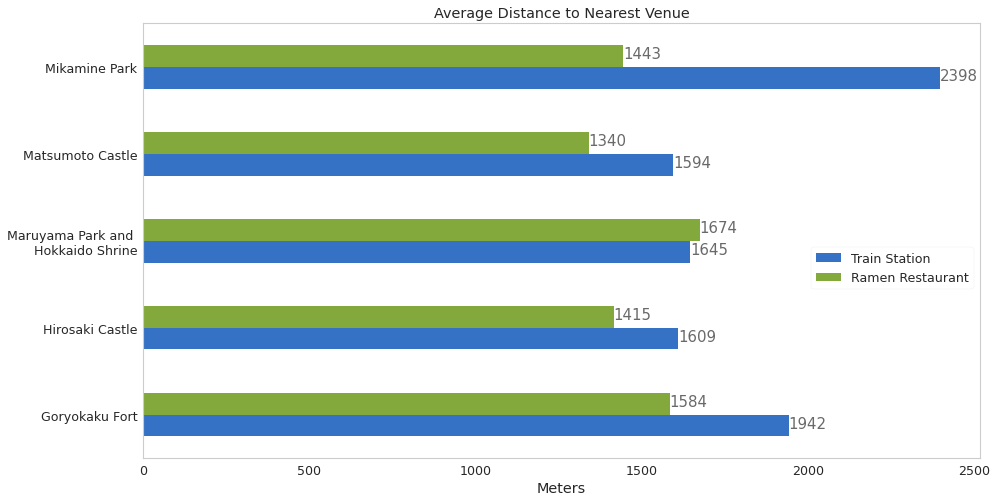 Average Distance to Nearest Venue
Mikamine Park
1443
2398
Matsumoto Castle
1340
1594
Maruyama Park and
Hokkaido Shrine
1674
1645
Hirosaki Castle
1415
1609
Goryokaku Fort
1584
1942
Train Station
Ramen Restaurant
0 500 1000 1500 2000 2500
Meters